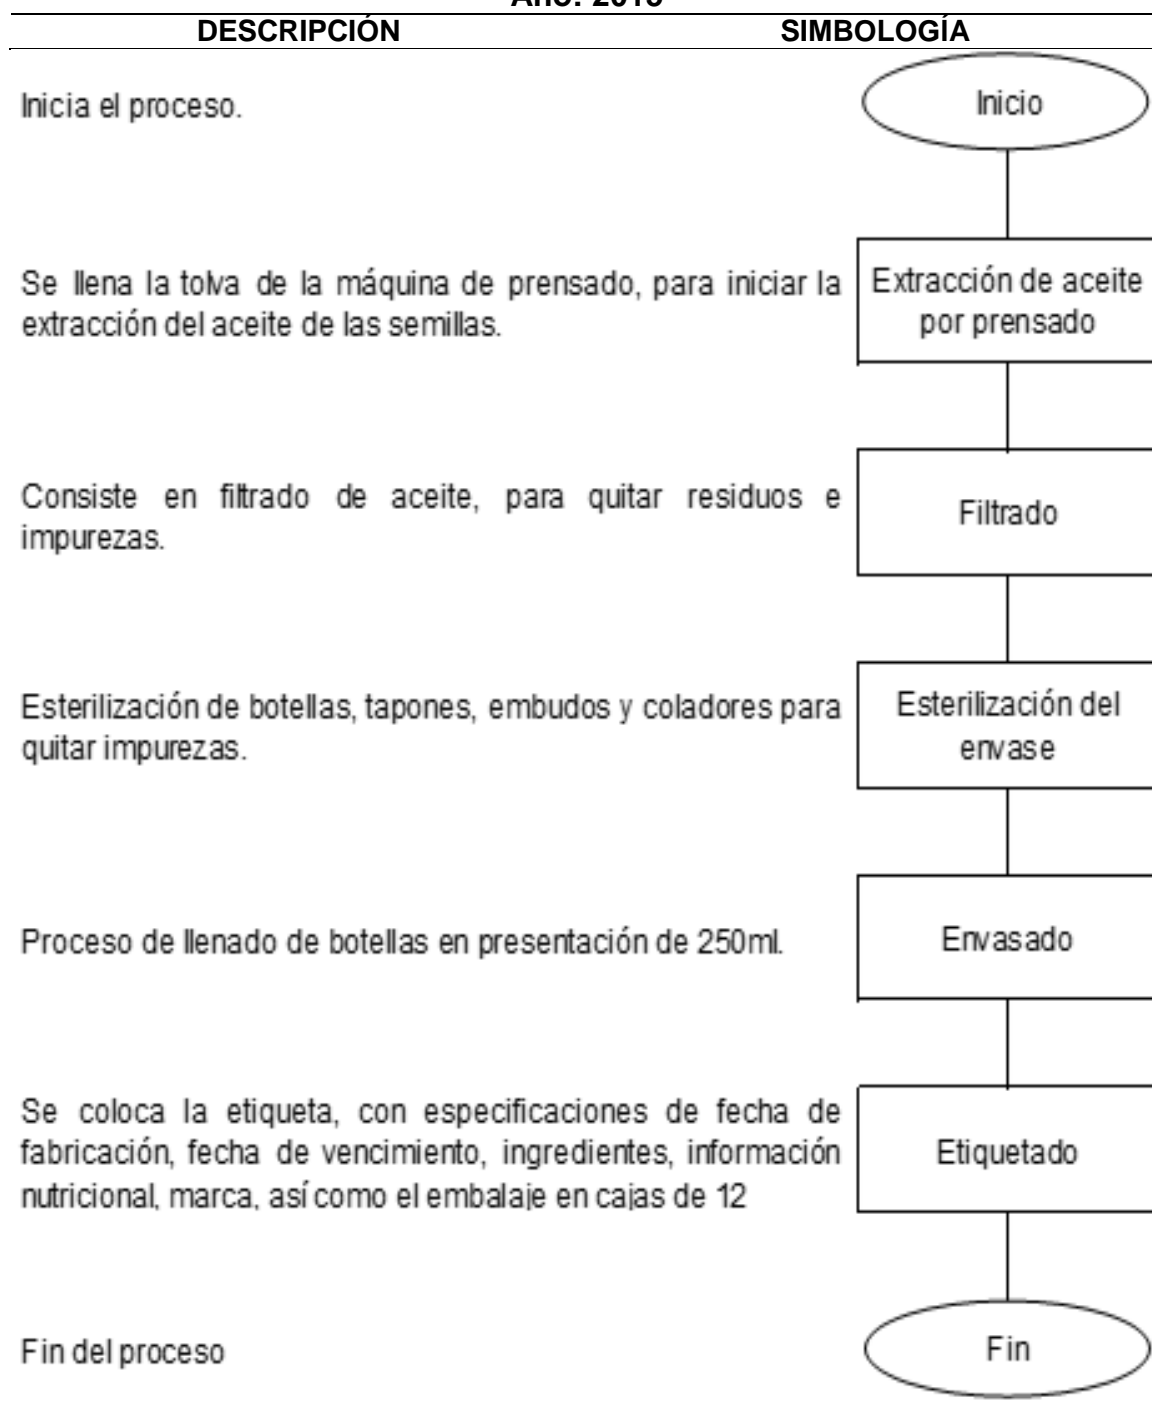 DESCRIPCIÓN SIMBOLOGÍA
Inicia el proceso.
Inicio
Se llena la tolva de la máquina de prensado, para iniciar la
extracción del aceite de las semillas.
Extracción de aceite
por prensado
Consiste en filtrado de aceite, para quitar residuos e
impurezas.
Filtrado
Esterilización de botellas, tapones, embudos y coladores para
quitar impurezas.
Esterilización del
envase
Proceso de llenado de botellas en presentación de 250ml.
Envasado
Se coloca la etiqueta, con especificaciones de fecha de
fabricación, fecha de vencimiento, ingredientes, información
nutricional, marca, así como el embalaje en cajas de 12
Etiquetado
Fin del proceso
Fin